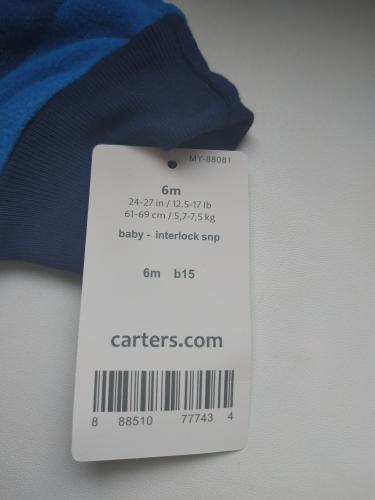 MY-88081
6m
24-27 in / 12.5-17 lb
61-69 cm / 5,7-7,5 kg
baby - interlock snp
6m b15
carters.com
8 88510 77743 4